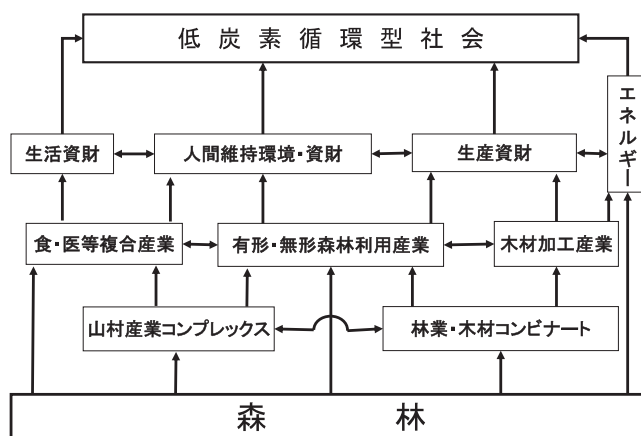 低炭素循環型社会
エネルギー
生活資財
人間維持環境・資財
生産資財
食・医等複合産業
有形・無形森林利用産業
木材加工産業
山村産業コンプレックス
林業・木材コンビナート
森林